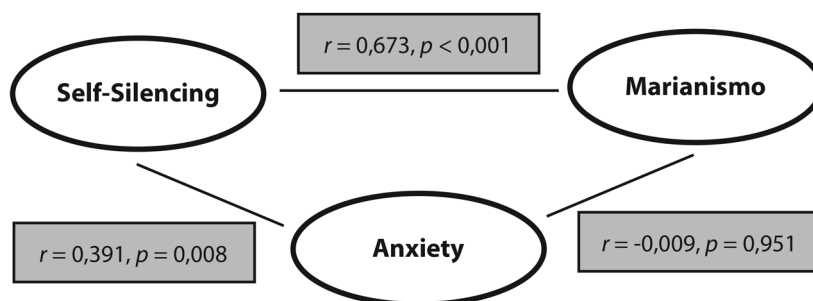 r = 0,673, p < 0,001
Self-Silencing
Marianismo
r = 0,391, p = 0,008
Anxiety
r = -0,009, p = 0,951